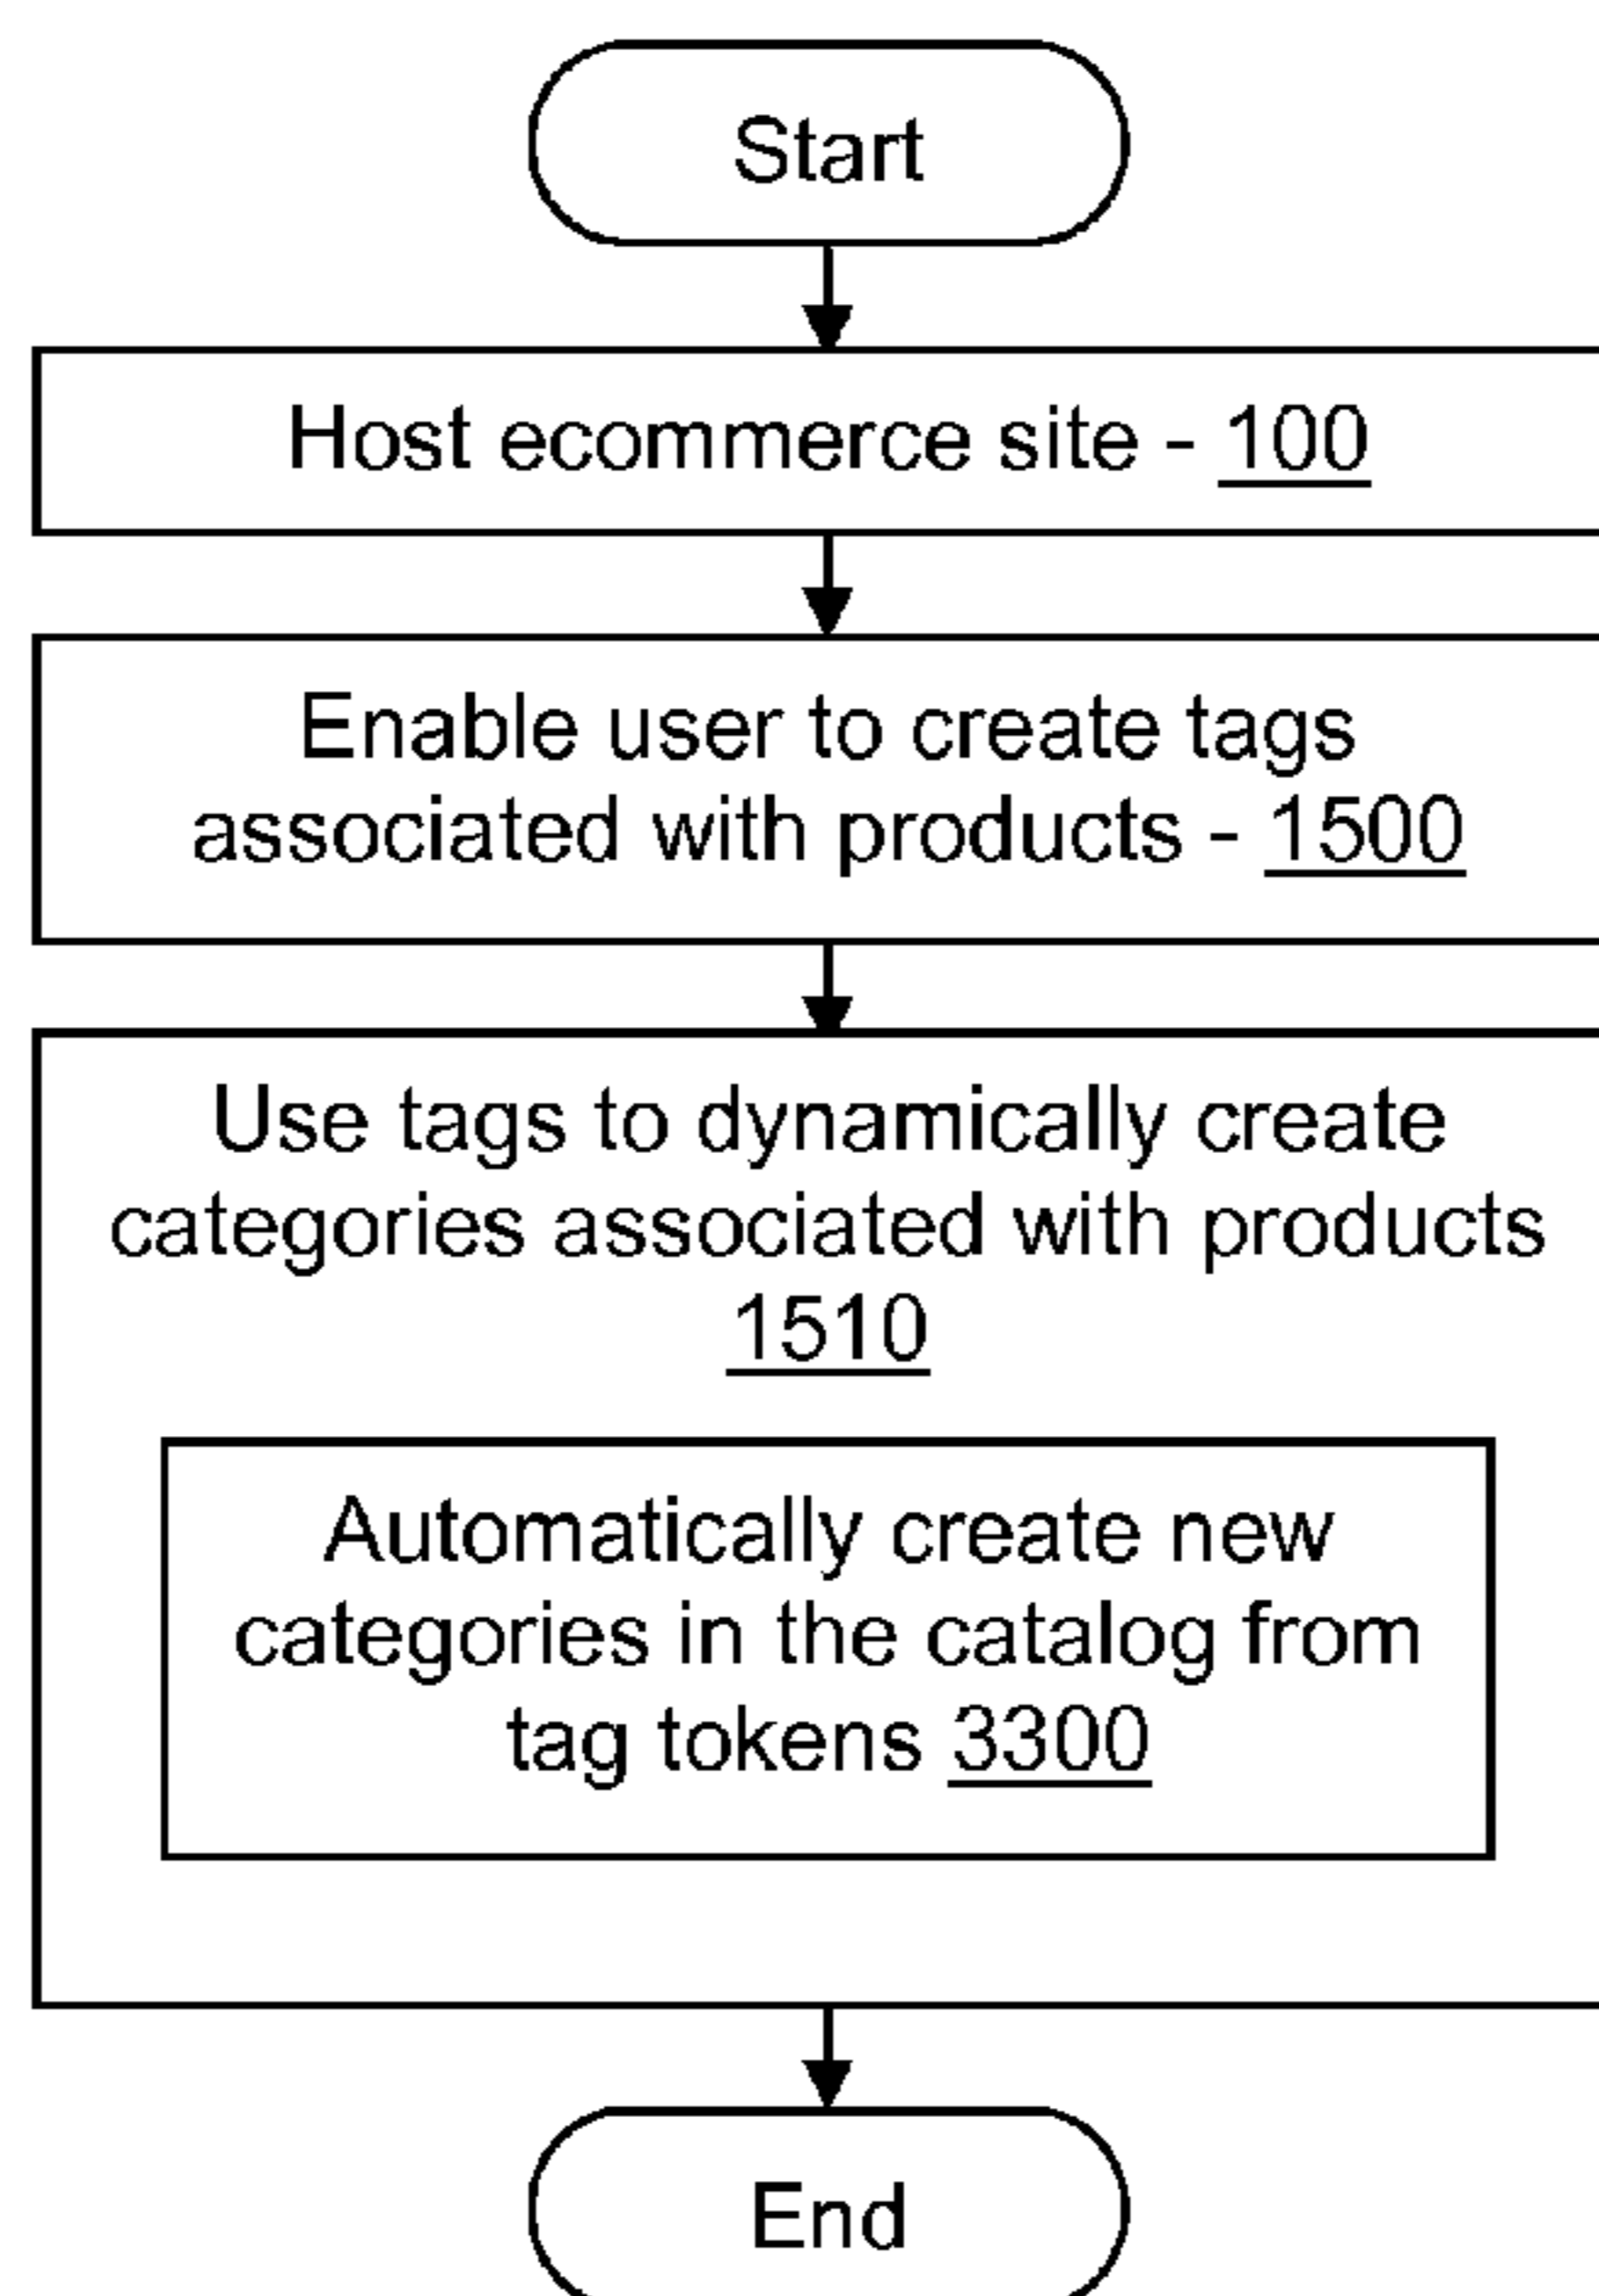 Start
Host ecommerce site - 100
Enable user to create tags
associated with products - 1500
Use tags to dynamically create
categories associated with products
1510
Automatically create new
categories in the catalog from
tag tokens 3300
End